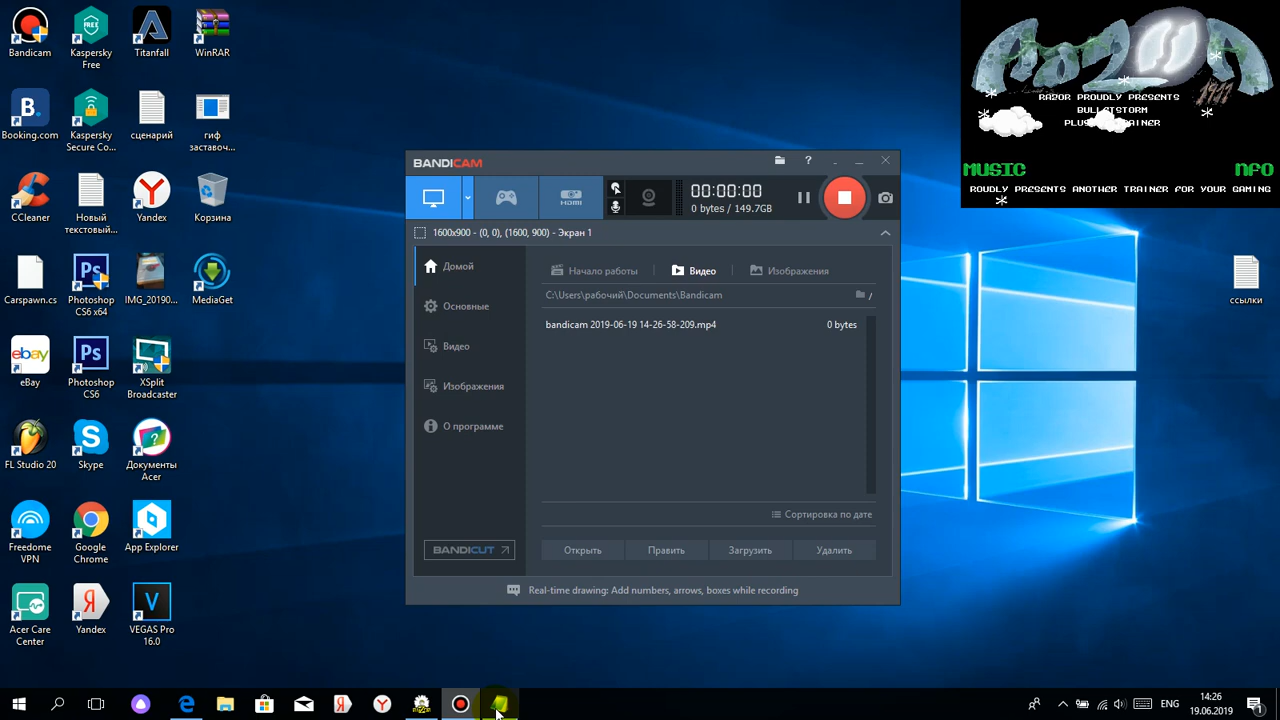 Bandicam
Kaspersky
Free
Titanfall
WinRAR
B.
Booking.com
Kaspersky
Secure Co...
сценарий
гиф
заставоч...
CCleaner
Новый
текстовый...
Yandex
Корзина
Carspawn.cs
Photoshop
CS6 x64
IMG_20190...
MediaGet
ebay
eBay
Photoshop
CS6
XSplit
Broadcaster
FL Studio 20
Skype
Документы
Acer
Freedome
VPN
Google
Chrome
App Explorer
Acer Care
Center
Yandex
VEGAS Pro
16.0
BANDICAM
HDMI
00:00:00
0 bytes / 149.7GB
1600x900 - (0, 0), (1600, 900) - Экран 1
Домой
Основные
Видео
Изображения
О программе
BANDICUT
Начало работы
Видео
Изображения
C:\Users\рабочий\Documents\Bandicam
bandicam 2019-06-19 14-26-58-209.mp4
0 bytes
Сортировка по дате
Открыть
Править
Загрузить
Удалить
Real-time drawing: Add numbers, arrows, boxes while recording
RAZOR PROUDLY PRESENTS
BULLETSTORM
MUSIC
NFO
ROUDLY PRESENTS ANOTHER TRAINER FOR YOUR GAMING
ссылки
ENG
14:26
19.06.2019